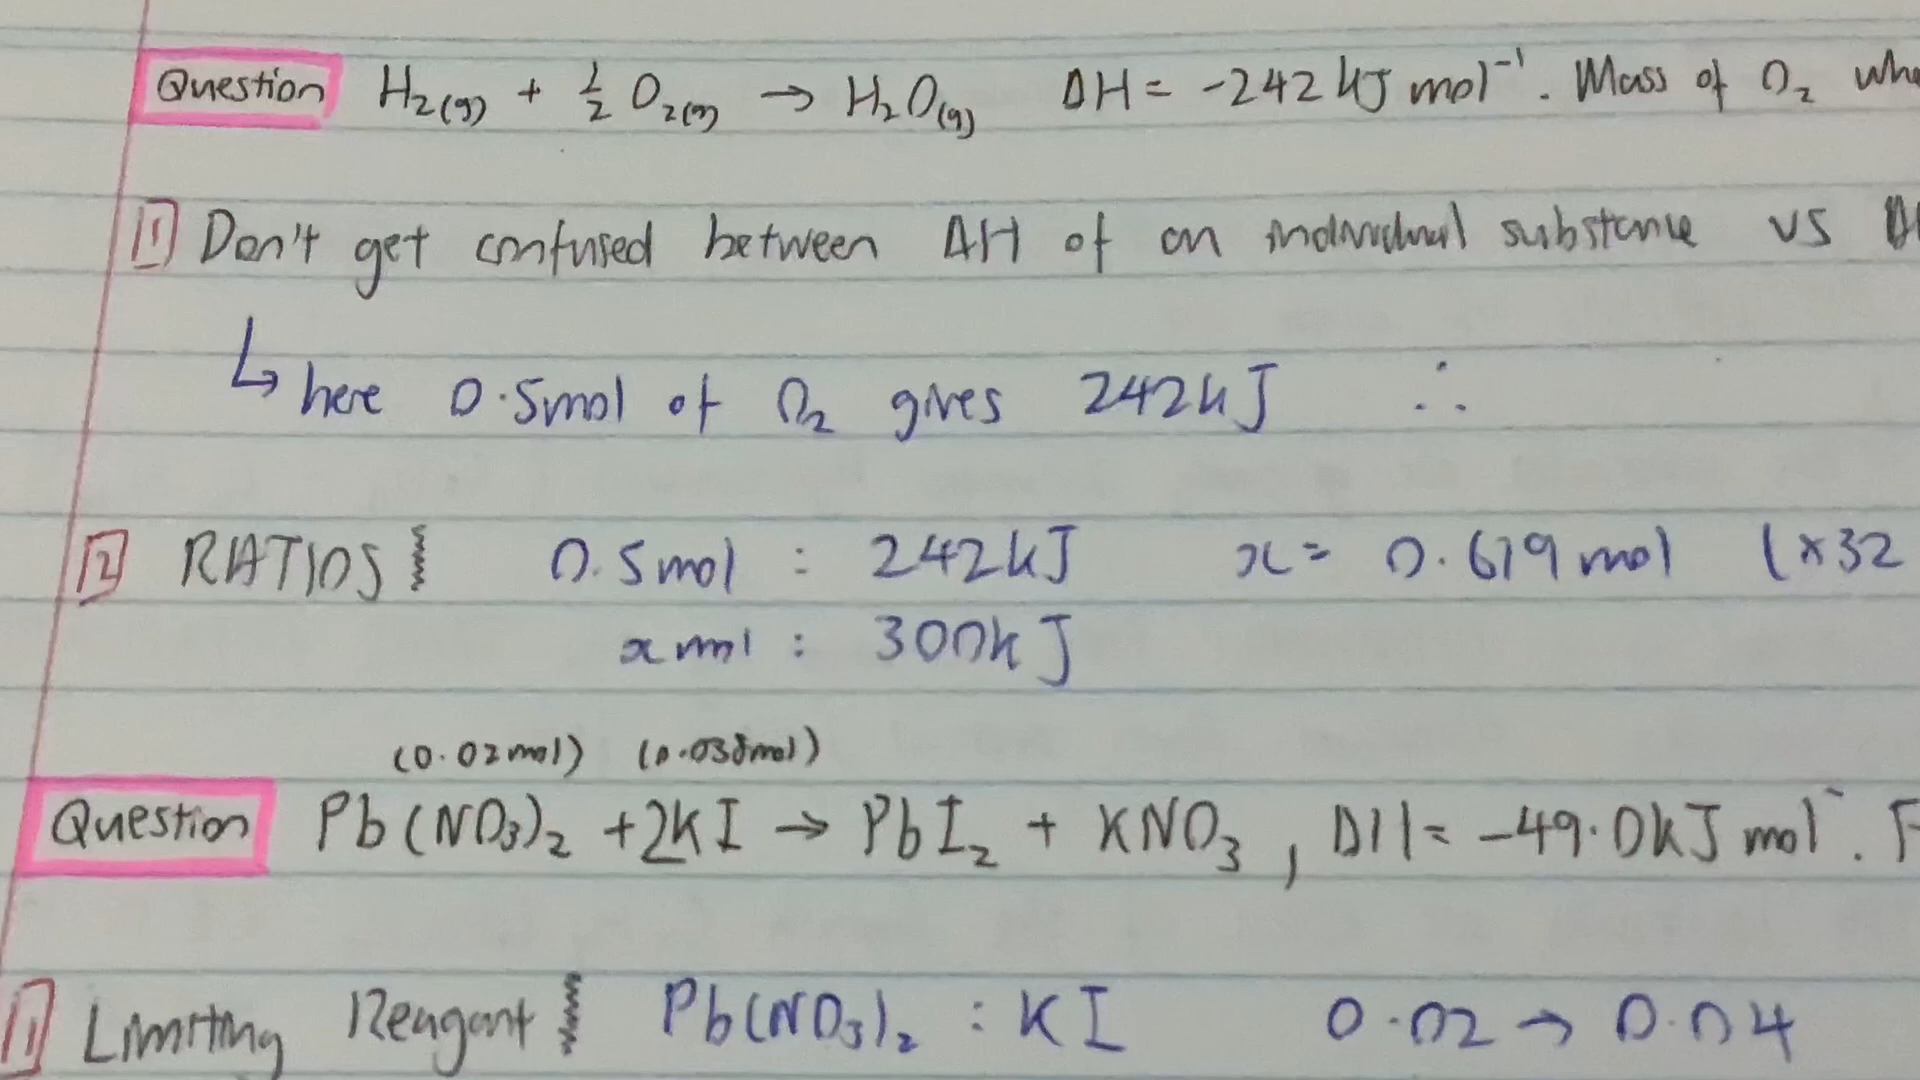 Question H₂(g) + ½ O₂(g) → H₂O(g) ΔH = -242 kJ mol⁻¹. Mass of O₂
1 Don't get confused between ΔH of an individual substance vs
↳ here 0.5mol of O₂ gives 242kJ ∴
2 RATIOS 0.5mol : 242kJ x = 0.619mol (×32
x mol : 300kJ
(0.02mol) (0.038mol)
Question Pb(NO₃)₂ + 2KI → PbI₂ + KNO₃, ΔH = -49.0kJ mol⁻.
1 Limiting Reagent Pb(NO₃)₂ : KI 0.02 → 0.04